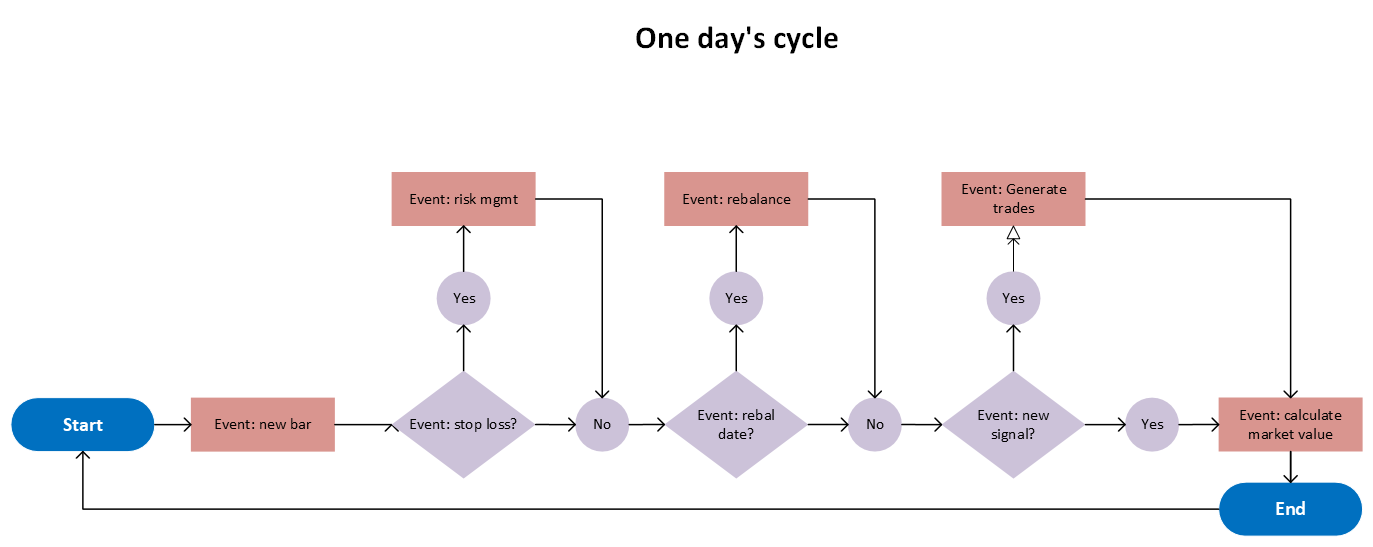 One day's cycle
Event: risk mgmt
Event: rebalance
Event: Generate
trades
Yes
Yes
Yes
Start
Event: new bar
Event: stop loss?
No
Event: rebal
date?
No
Event: new
signal?
Yes
Event: calculate
market value
End